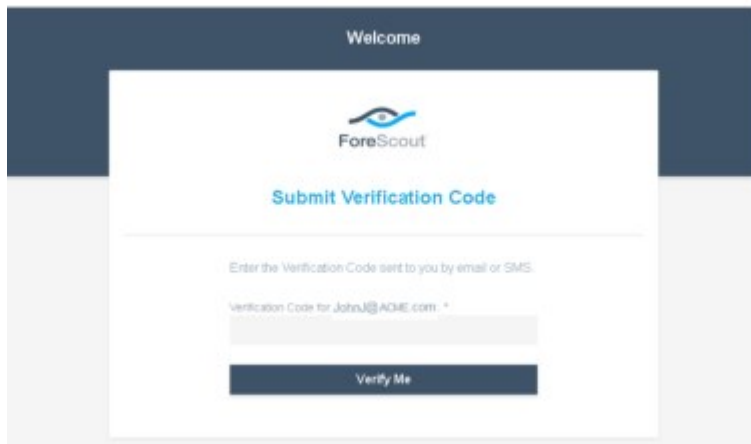 Welcome
ForeScout
Submit Verification Code
Enter the Verification Code sent to you by email or SMS.
Verification Code for JohnJ@ACME.com: *
Verify Me